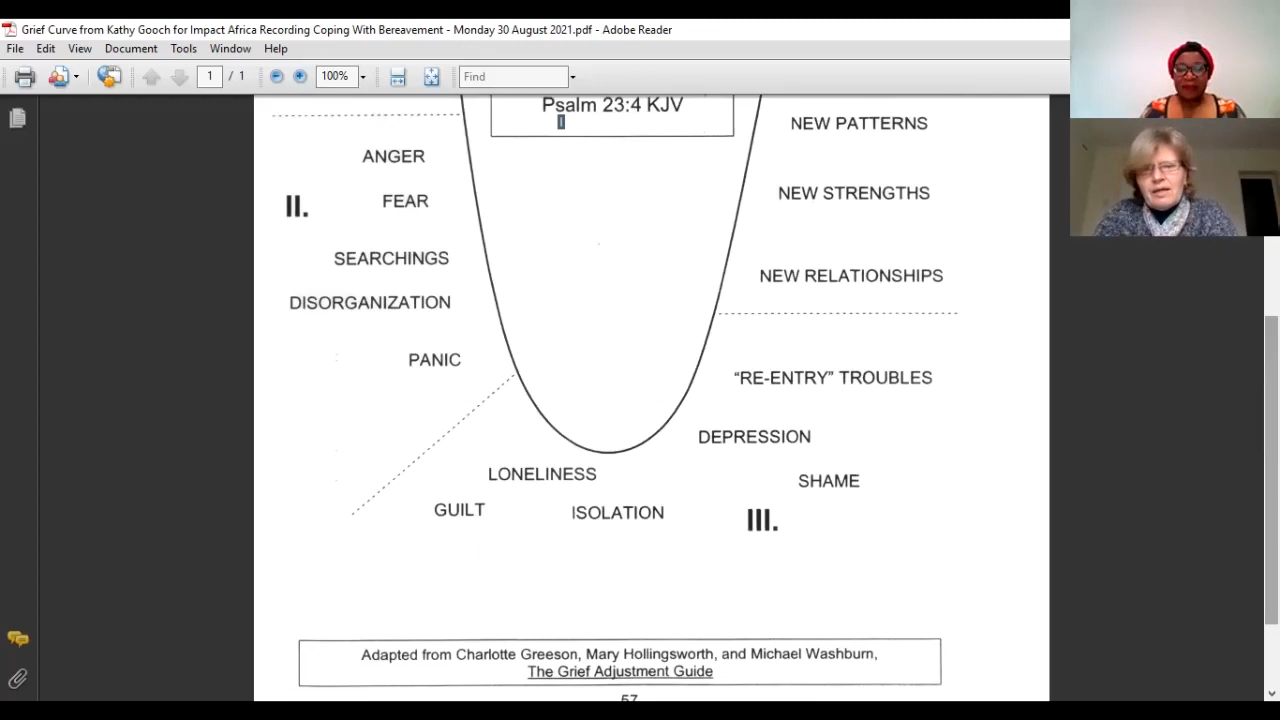 Grief Curve from Kathy Gooch for Impact Africa Recording Coping With Bereavement - Monday 30 August 2021.pdf - Adobe Reader
File Edit View Document Tools Window Help
1 / 1 100% Find
Psalm 23:4 KJV
NEW PATTERNS
ANGER
NEW STRENGTHS
II. FEAR
SEARCHINGS
NEW RELATIONSHIPS
DISORGANIZATION
PANIC
“RE-ENTRY” TROUBLES
DEPRESSION
LONELINESS
SHAME
GUILT
ISOLATION
III.
Adapted from Charlotte Greeson, Mary Hollingsworth, and Michael Washburn,
The Grief Adjustment Guide
57